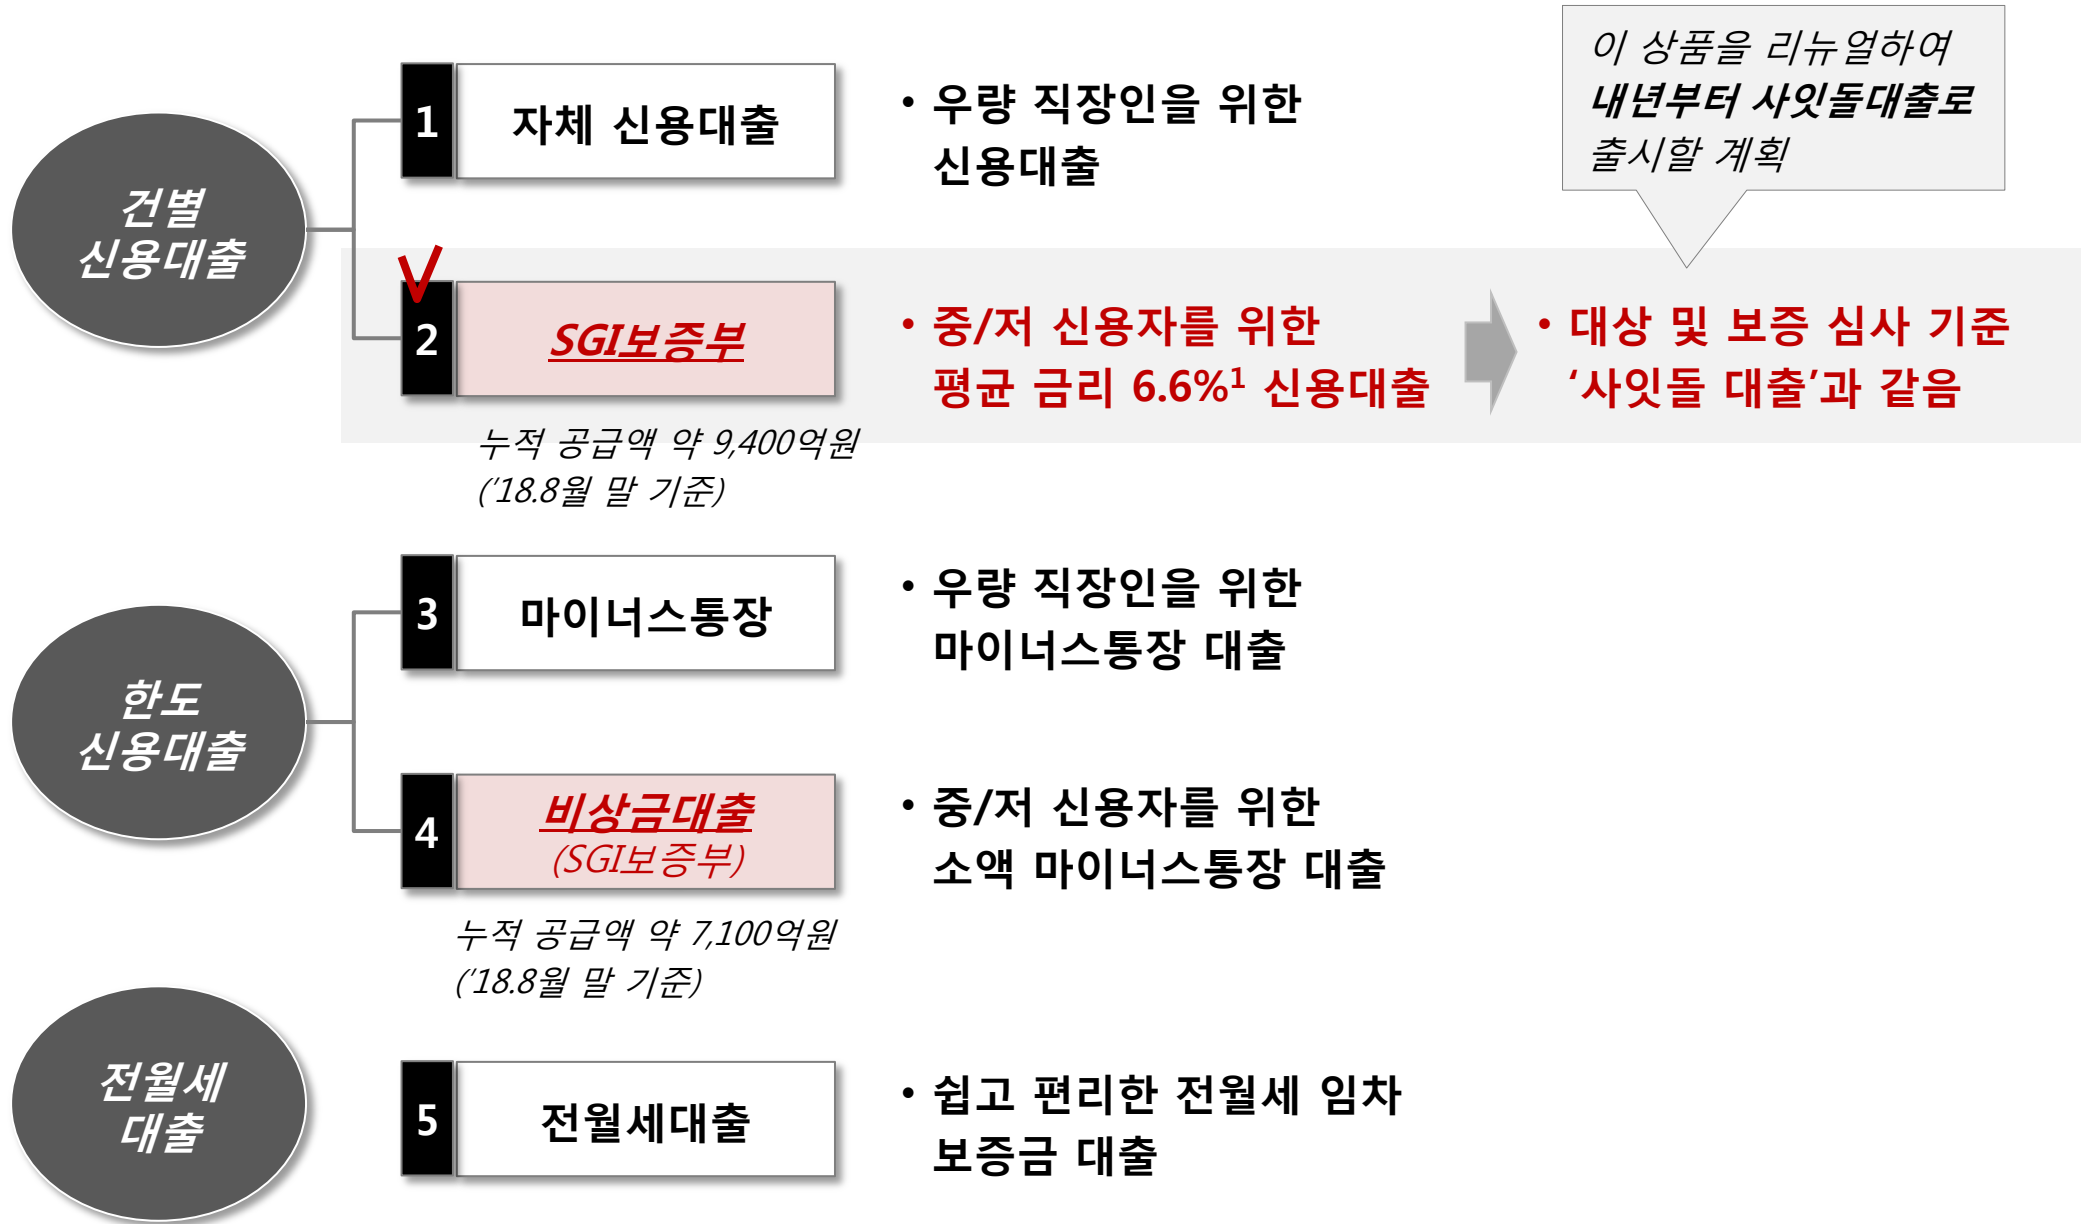 건별
신용대출
1
자체 신용대출
• 우량 직장인을 위한
신용대출
이 상품을 리뉴얼하여
내년부터 사잇돌대출로
출시할 계획
2
SGI보증부
• 중/저 신용자를 위한
평균 금리 6.6%¹ 신용대출
• 대상 및 보증 심사 기준
‘사잇돌 대출’과 같음
누적 공급액 약 9,400억원
(’18.8월 말 기준)
한도
신용대출
3
마이너스통장
• 우량 직장인을 위한
마이너스통장 대출
4
비상금대출
(SGI보증부)
• 중/저 신용자를 위한
소액 마이너스통장 대출
누적 공급액 약 7,100억원
(’18.8월 말 기준)
전월세
대출
5
전월세대출
• 쉽고 편리한 전월세 임차
보증금 대출